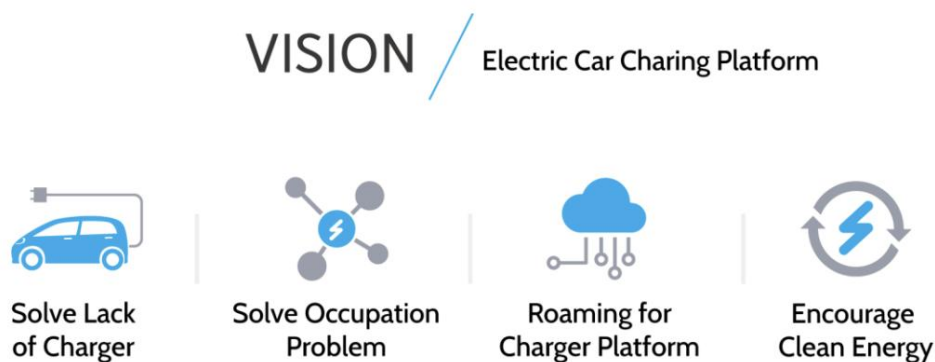 VISION / Electric Car Charing Platform
Solve Lack
of Charger
Solve Occupation
Problem
Roaming for
Charger Platform
Encourage
Clean Energy